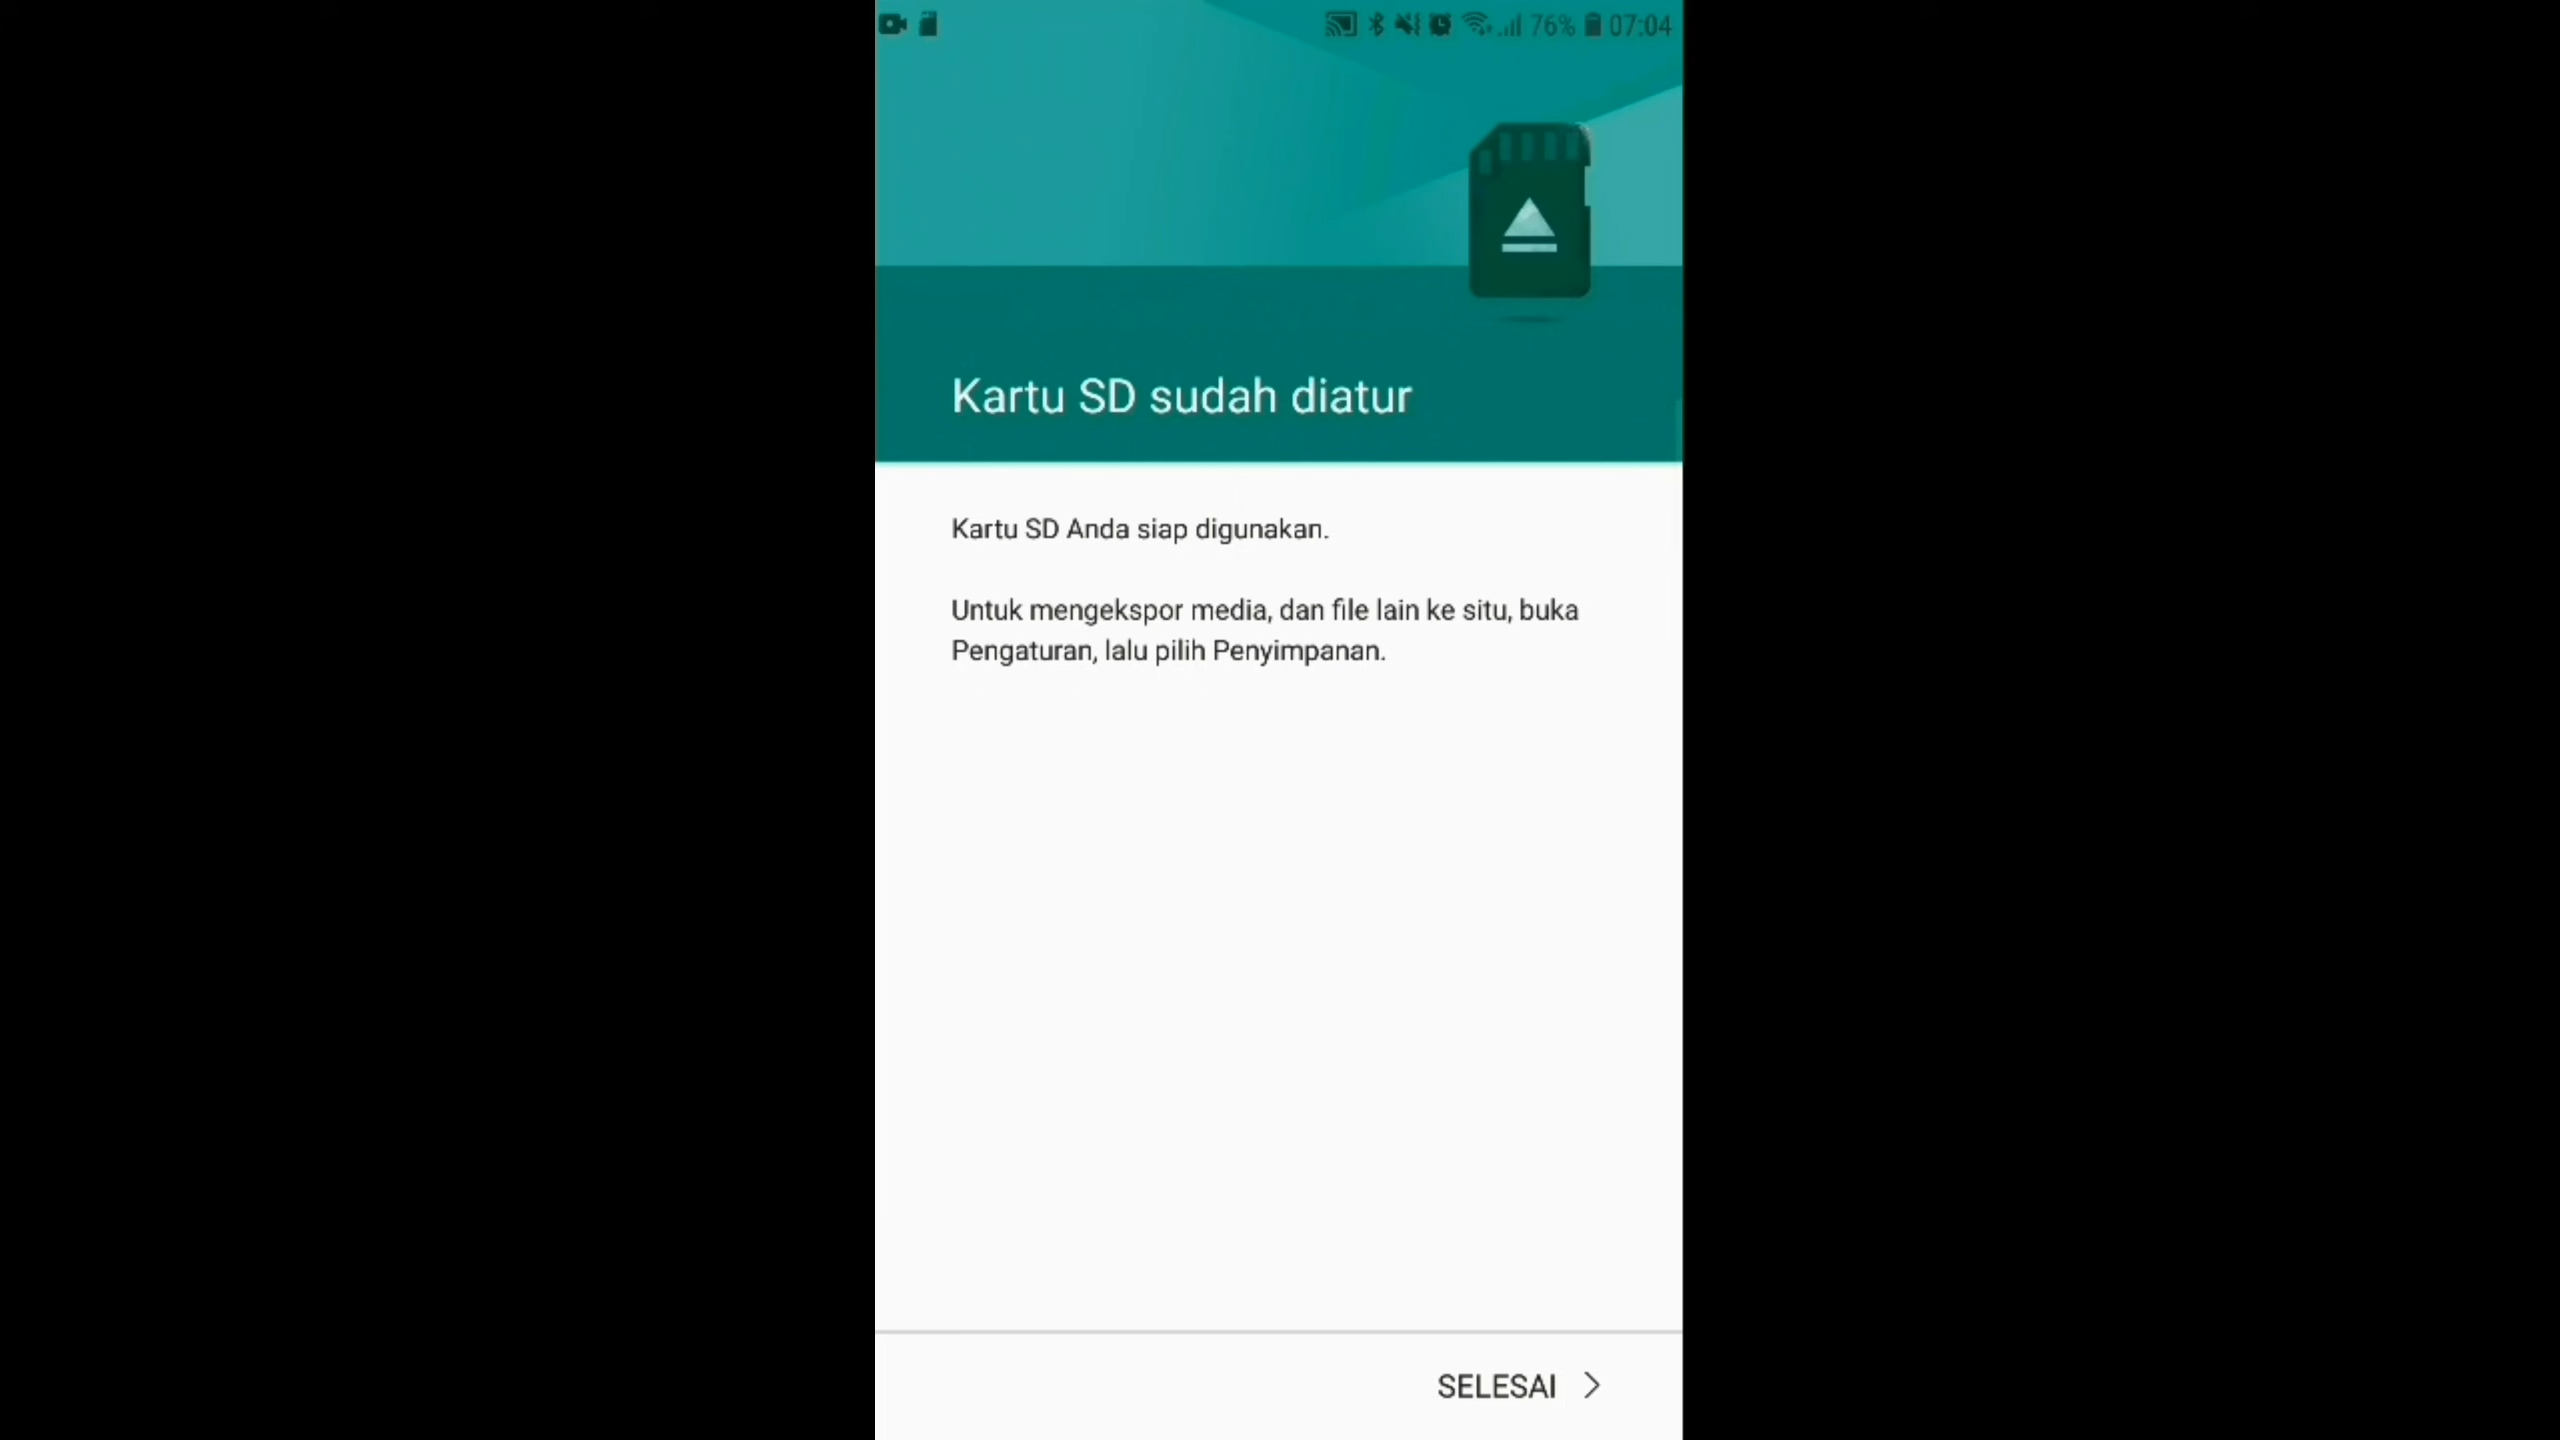 76% 07:04
Kartu SD sudah diatur
Kartu SD Anda siap digunakan.
Untuk mengekspor media, dan file lain ke situ, buka
Pengaturan, lalu pilih Penyimpanan.
SELESAI